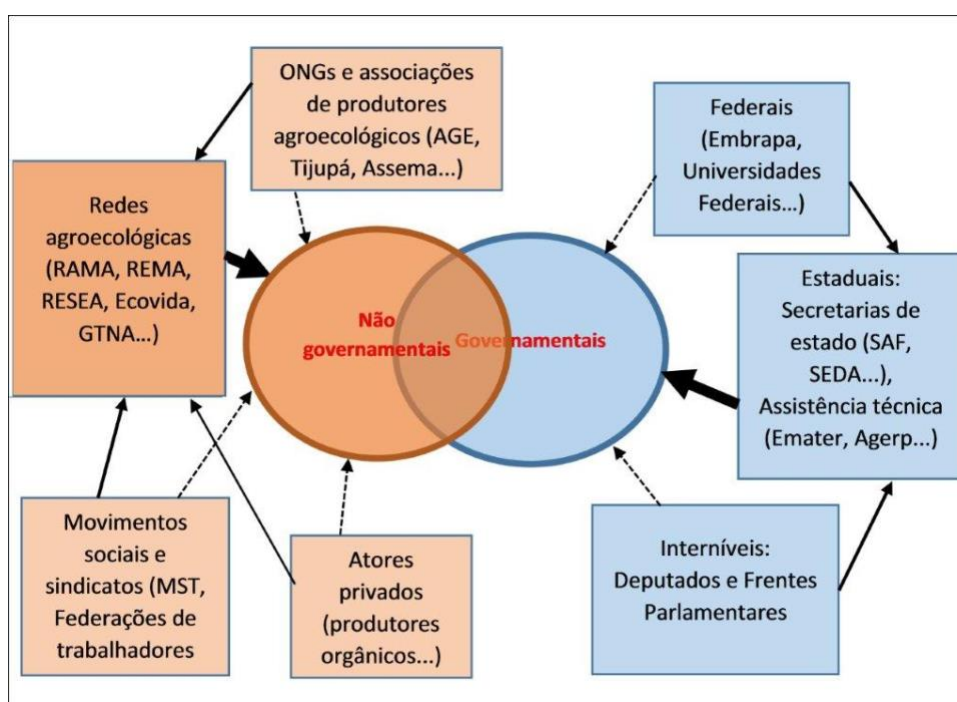 ONGs e associações
de produtores
agroecológicos (AGE,
Tijupá, Assema...)
Federais
(Embrapa,
Universidades
Federais...)
Redes
agroecológicas
(RAMA, REMA,
RESEA, Ecovida,
GTNA...)
Não
governamentais
Governamentais
Estaduais:
Secretarias de
estado (SAF,
SEDA...),
Assistência técnica
(Emater, Agerp...)
Movimentos
sociais e
sindicatos (MST,
Federações de
trabalhadores
Atores
privados
(produtores
orgânicos...)
Interníveis:
Deputados e Frentes
Parlamentares